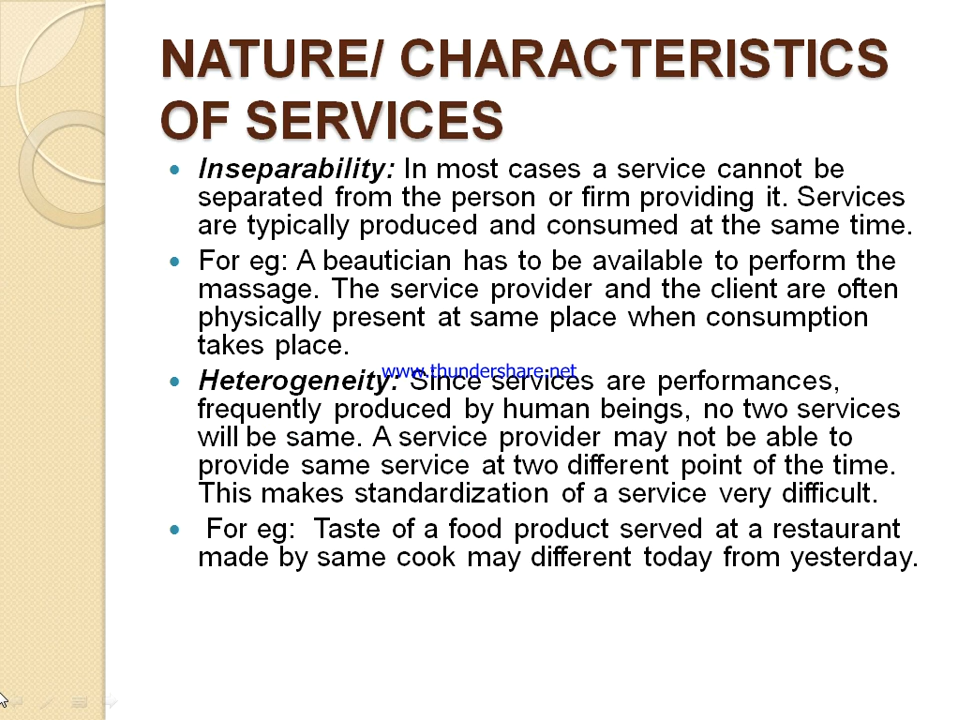 NATURE/ CHARACTERISTICS
OF SERVICES
Inseparability: In most cases a service cannot be
separated from the person or firm providing it. Services
are typically produced and consumed at the same time.
For eg: A beautician has to be available to perform the
massage. The service provider and the client are often
physically present at same place when consumption
takes place.
www.thundershare.net
Heterogeneity: Since services are performances,
frequently produced by human beings, no two services
will be same. A service provider may not be able to
provide same service at two different point of the time.
This makes standardization of a service very difficult.
For eg: Taste of a food product served at a restaurant
made by same cook may different today from yesterday.